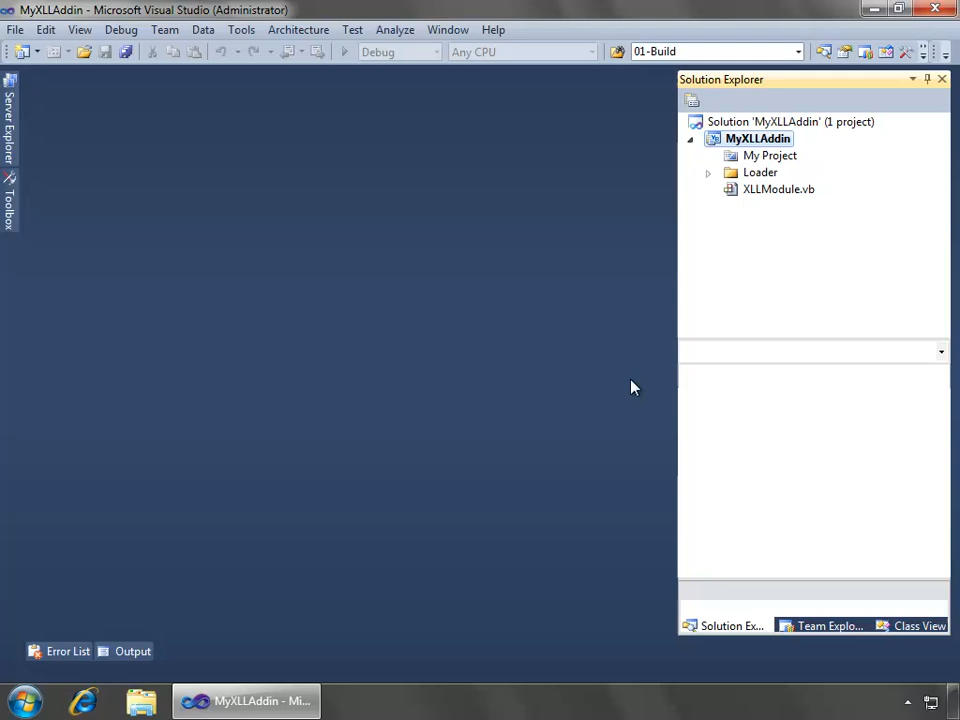 MyXLLAddin - Microsoft Visual Studio (Administrator)
File Edit View Debug Team Data Tools Architecture Test Analyze Window Help
Debug Any CPU 01-Build
Server Explorer
Toolbox
Solution Explorer
Solution 'MyXLLAddin' (1 project)
MyXLLAddin
My Project
Loader
XLLModule.vb
Solution Ex... Team Explo... Class View
Error List Output
MyXLLAddin - Mi...